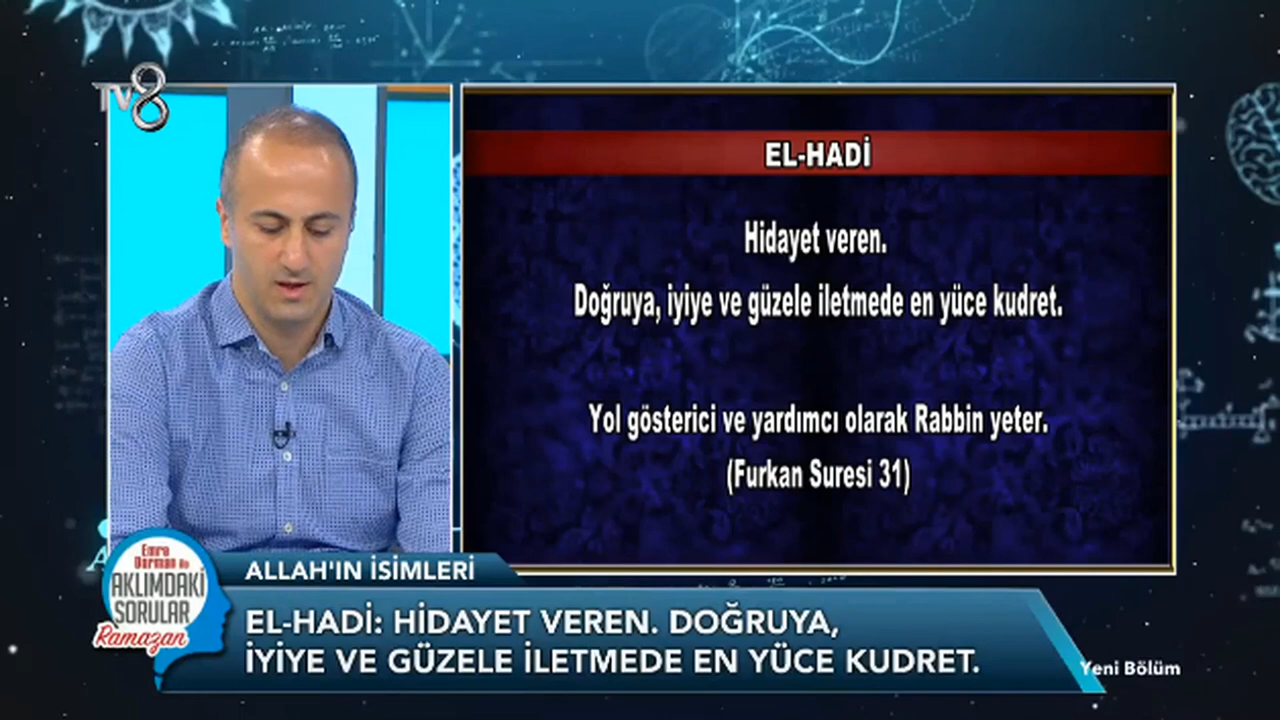 TV8
EL-HADİ
Hidayet veren.
Doğruya, iyiye ve güzele iletmede en yüce kudret.
Yol gösterici ve yardımcı olarak Rabbin yeter.
(Furkan Suresi 31)
Emre
Dorman ile
AKLIMDAKİ
SORULAR
Ramazan
ALLAH'IN İSİMLERİ
EL-HADİ: HİDAYET VEREN. DOĞRUYA,
İYİYE VE GÜZELE İLETMEDE EN YÜCE KUDRET.
Yeni Bölüm